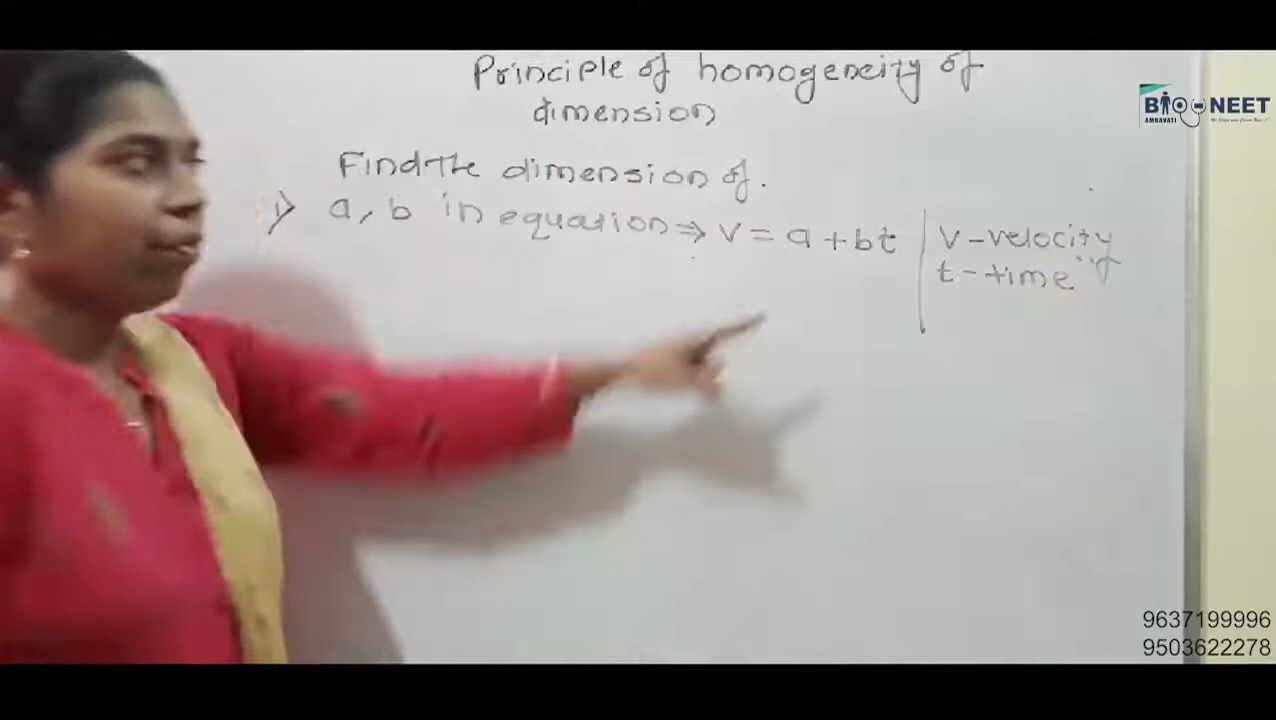 Principle of homogeneity of
dimension
Find the dimension of.
1) a, b in equation ⇒ v = a + bt
v - velocity
t - time
BIO-NEET
AMRAVATI
9637199996
9503622278